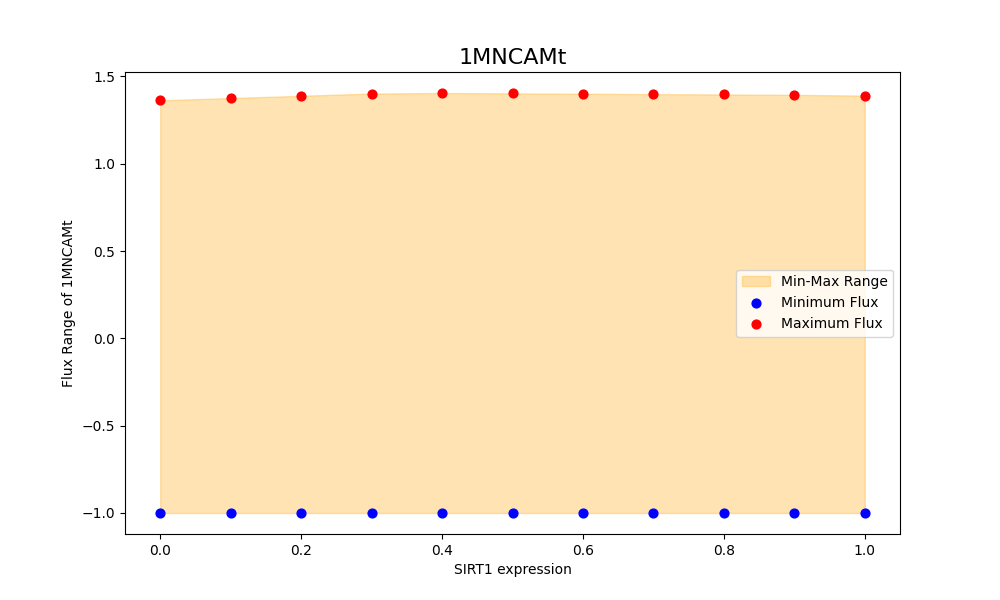 1MNCAMt
1.5
1.0
0.5
0.0
−0.5
−1.0
Flux Range of 1MNCAMt
Min-Max Range
Minimum Flux
Maximum Flux
0.0 0.2 0.4 0.6 0.8 1.0
SIRT1 expression